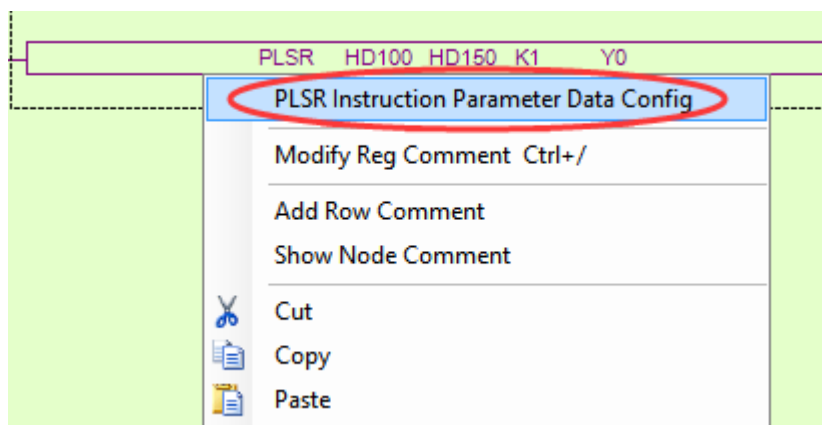 PLSR HD100 HD150 K1 Y0
PLSR Instruction Parameter Data Config
Modify Reg Comment Ctrl+/
Add Row Comment
Show Node Comment
Cut
Copy
Paste